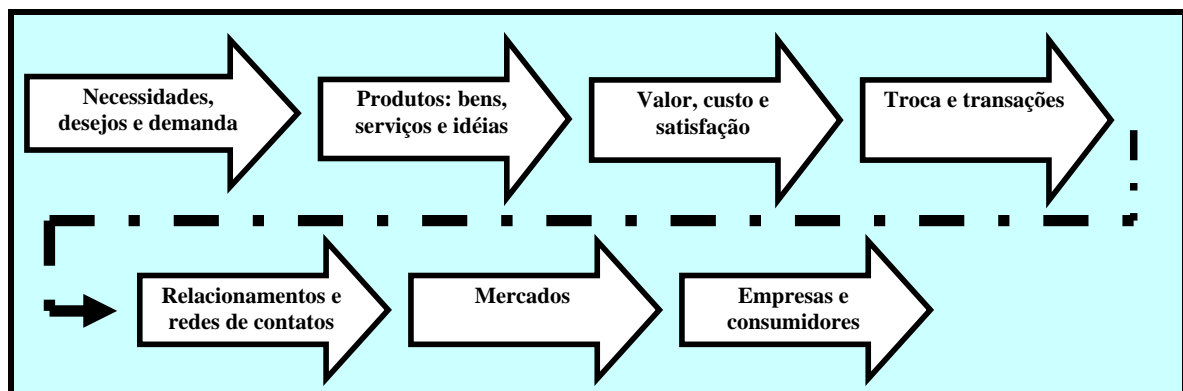 Necessidades,
desejos e demanda
Produtos: bens,
serviços e idéias
Valor, custo e
satisfação
Troca e transações
Relacionamentos e
redes de contatos
Mercados
Empresas e
consumidores